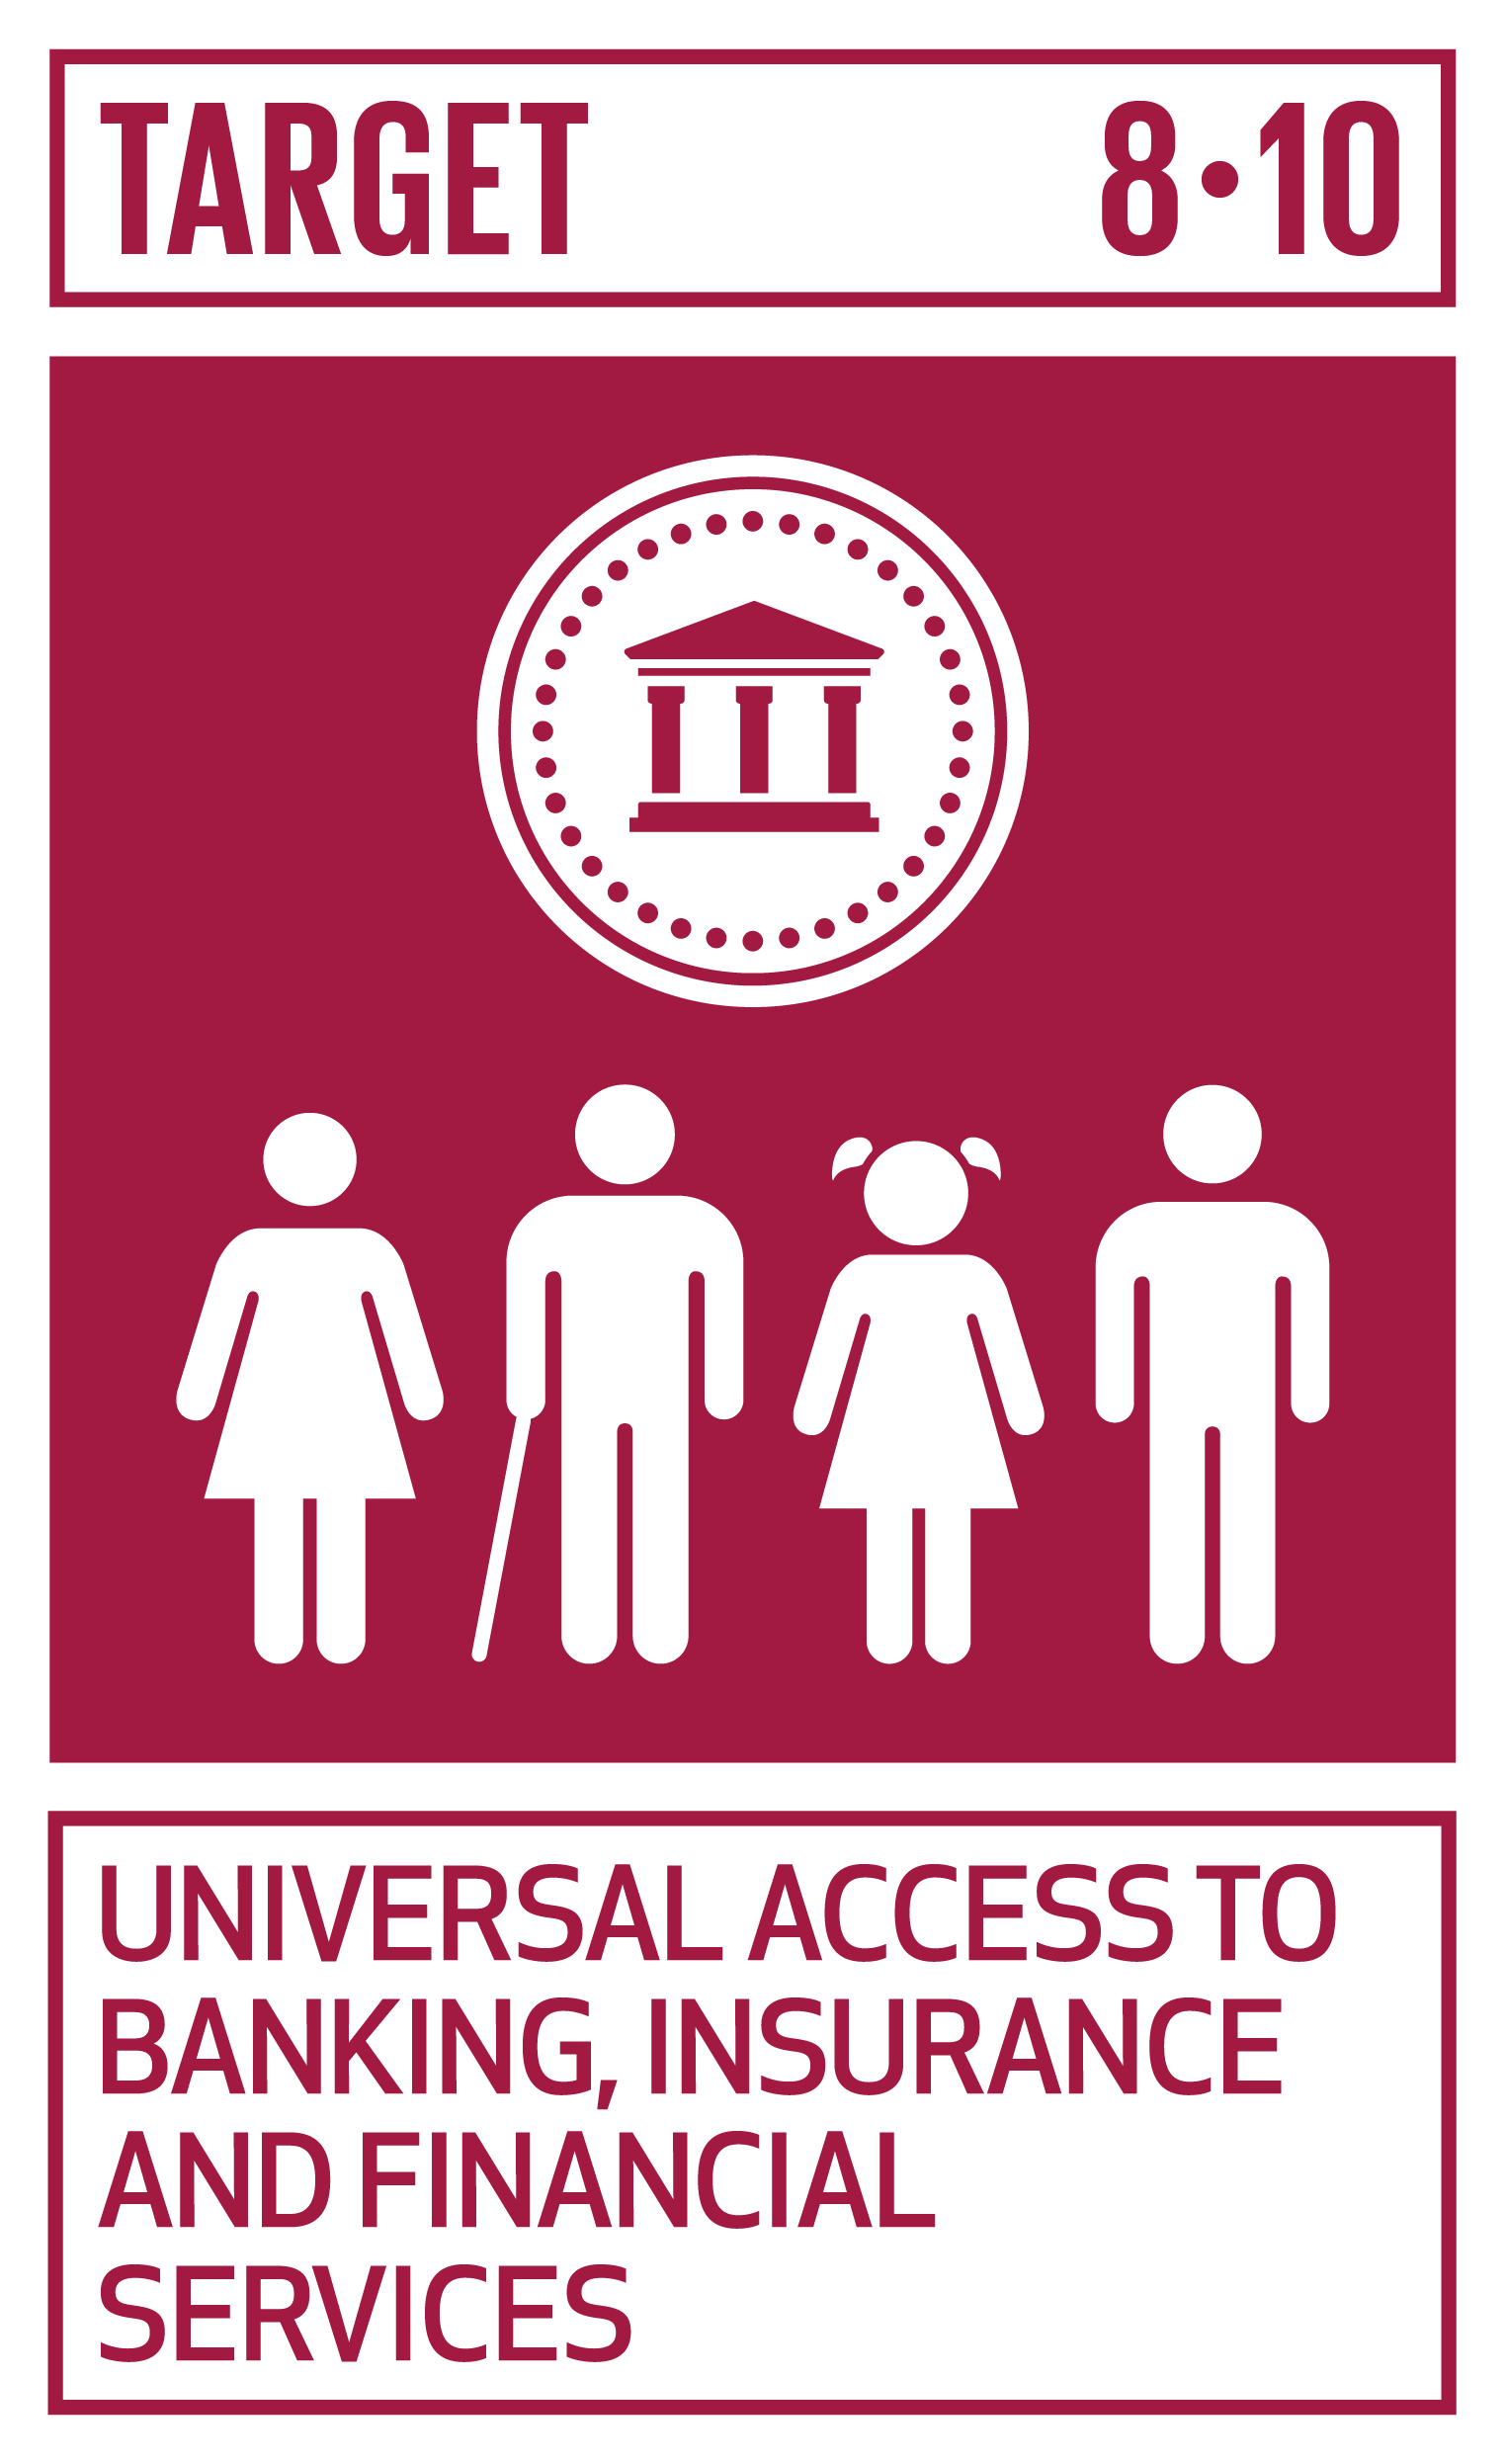 TARGET 8·10
UNIVERSAL ACCESS TO
BANKING, INSURANCE
AND FINANCIAL
SERVICES